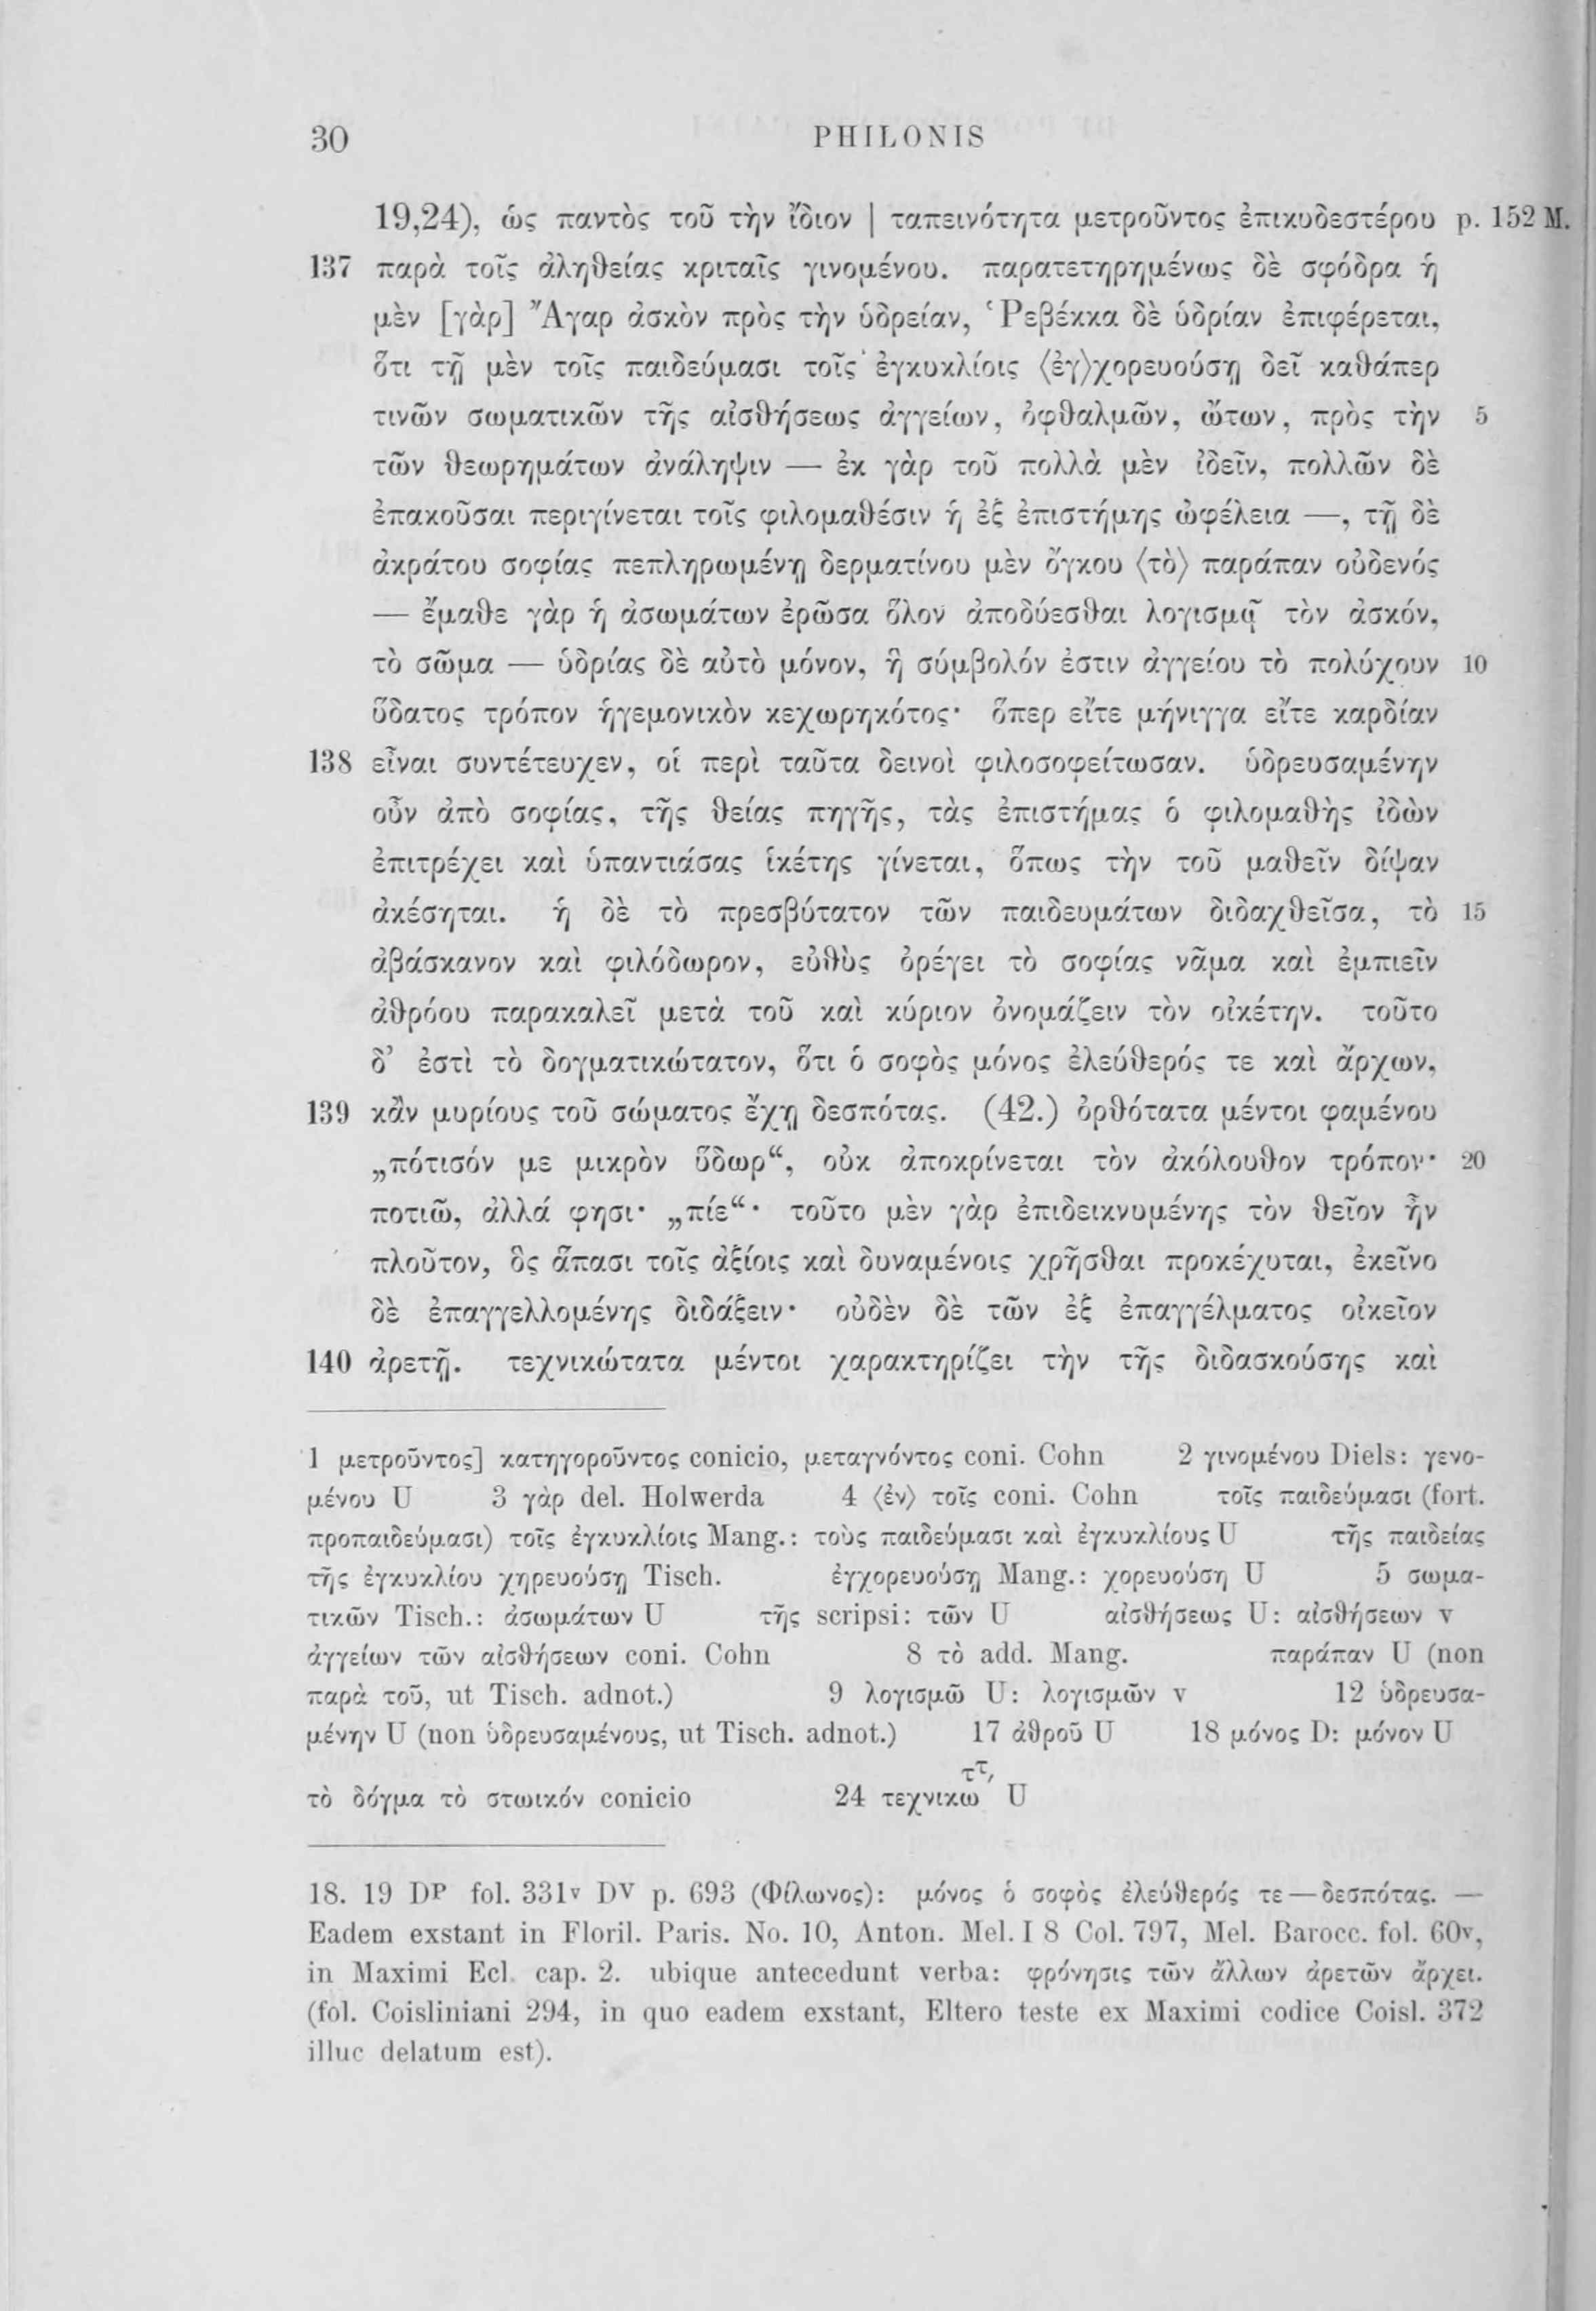 30 PHILONIS
19,24), ὡς παντὸς τοῦ τὴν ἴδιον | ταπεινότητα μετροῦντος ἐπικυδεστέρου p. 152 M.
137 παρὰ τοῖς ἀληθείας κριταῖς γινομένου. παρατετηρημένως δὲ σφόδρα ἡ
μὲν [γὰρ] Ἄγαρ ἀσκὸν πρὸς τὴν ὑδρείαν, Ῥεβέκκα δὲ ὑδρίαν ἐπιφέρεται,
ὅτι τῇ μὲν τοῖς παιδεύμασι τοῖς ἐγκυκλίοις ⟨ἐγ⟩χορευούσῃ δεῖ καθάπερ
τινῶν σωματικῶν τῆς αἰσθήσεως ἀγγείων, ὀφθαλμῶν, ὤτων, πρὸς τὴν 5
τῶν θεωρημάτων ἀνάληψιν — ἐκ γὰρ τοῦ πολλὰ μὲν ἰδεῖν, πολλῶν δὲ
ἐπακοῦσαι περιγίνεται τοῖς φιλομαθέσιν ἡ ἐξ ἐπιστήμης ὠφέλεια —, τῇ δὲ
ἀκράτου σοφίας πεπληρωμένῃ δερματίνου μὲν ὄγκου ⟨τὸ⟩ παράπαν οὐδενός
— ἔμαθε γὰρ ἡ ἀσωμάτων ἐρῶσα ὅλον ἀποδύεσθαι λογισμῷ τὸν ἀσκόν,
τὸ σῶμα — ὑδρίας δὲ αὐτὸ μόνον, ἣ σύμβολόν ἐστιν ἀγγείου τὸ πολύχουν 10
ὕδατος τρόπον ἡγεμονικὸν κεχωρηκότος· ὅπερ εἴτε μήνιγγα εἴτε καρδίαν
138 εἶναι συντέτευχεν, οἱ περὶ ταῦτα δεινοὶ φιλοσοφείτωσαν. ὑδρευσαμένην
οὖν ἀπὸ σοφίας, τῆς θείας πηγῆς, τὰς ἐπιστήμας ὁ φιλομαθὴς ἰδὼν
ἐπιτρέχει καὶ ὑπαντιάσας ἱκέτης γίνεται, ὅπως τὴν τοῦ μαθεῖν δίψαν
ἀκέσηται. ἡ δὲ τὸ πρεσβύτατον τῶν παιδευμάτων διδαχθεῖσα, τὸ 15
ἀβάσκανον καὶ φιλόδωρον, εὐθὺς ὀρέγει τὸ σοφίας νᾶμα καὶ ἐμπιεῖν
ἀθρόου παρακαλεῖ μετὰ τοῦ καὶ κύριον ὀνομάζειν τὸν οἰκέτην. τοῦτο
δ’ ἐστὶ τὸ δογματικώτατον, ὅτι ὁ σοφὸς μόνος ἐλεύθερός τε καὶ ἄρχων,
139 κἂν μυρίους τοῦ σώματος ἔχῃ δεσπότας. (42.) ὀρθότατα μέντοι φαμένου
„πότισόν με μικρὸν ὕδωρ“, οὐκ ἀποκρίνεται τὸν ἀκόλουθον τρόπον· 20
ποτιῶ, ἀλλά φησι· „πίε“· τοῦτο μὲν γὰρ ἐπιδεικνυμένης τὸν θεῖον ἦν
πλοῦτον, ὃς ἅπασι τοῖς ἀξίοις καὶ δυναμένοις χρῆσθαι προκέχυται, ἐκεῖνο
δὲ ἐπαγγελλομένης διδάξειν· οὐδὲν δὲ τῶν ἐξ ἐπαγγέλματος οἰκεῖον
140 ἀρετῇ. τεχνικώτατα μέντοι χαρακτηρίζει τὴν τῆς διδασκούσης καὶ
1 μετροῦντος] κατηγοροῦντος conicio, μεταγνόντος coni. Cohn 2 γινομένου Diels: γενο-
μένου U 3 γὰρ del. Holwerda 4 ⟨ἐν⟩ τοῖς coni. Cohn τοῖς παιδεύμασι (fort.
προπαιδεύμασι) τοῖς ἐγκυκλίοις Mang.: τοὺς παιδεύμασι καὶ ἐγκυκλίους U τῆς παιδείας
τῆς ἐγκυκλίου χηρευούσῃ Tisch. ἐγχορευούσῃ Mang.: χορευούση U 5 σωμα-
τικῶν Tisch.: ἀσωμάτων U τῆς scripsi: τῶν U αἰσθήσεως U: αἰσθήσεων v
ἀγγείων τῶν αἰσθήσεων coni. Cohn 8 τὸ add. Mang. παράπαν U (non
παρὰ τοῦ, ut Tisch. adnot.) 9 λογισμῶ U: λογισμῶν v 12 ὑδρευσα-
μένην U (non ὑδρευσαμένους, ut Tisch. adnot.) 17 ἀθροῦ U 18 μόνος D: μόνον U
τὸ δόγμα τὸ στωικόν conicio 24 τεχνικω ττ, U
18. 19 Dᴾ fol. 331v Dⱽ p. 693 (Φίλωνος): μόνος ὁ σοφὸς ἐλεύθερός τε — δεσπότας. —
Eadem exstant in Floril. Paris. No. 10, Anton. Mel. I 8 Col. 797, Mel. Barocc. fol. 60v,
in Maximi Ecl. cap. 2. ubique antecedunt verba: φρόνησις τῶν ἄλλων ἀρετῶν ἄρχει.
(fol. Coisliniani 294, in quo eadem exstant, Eltero teste ex Maximi codice Coisl. 372
illuc delatum est).